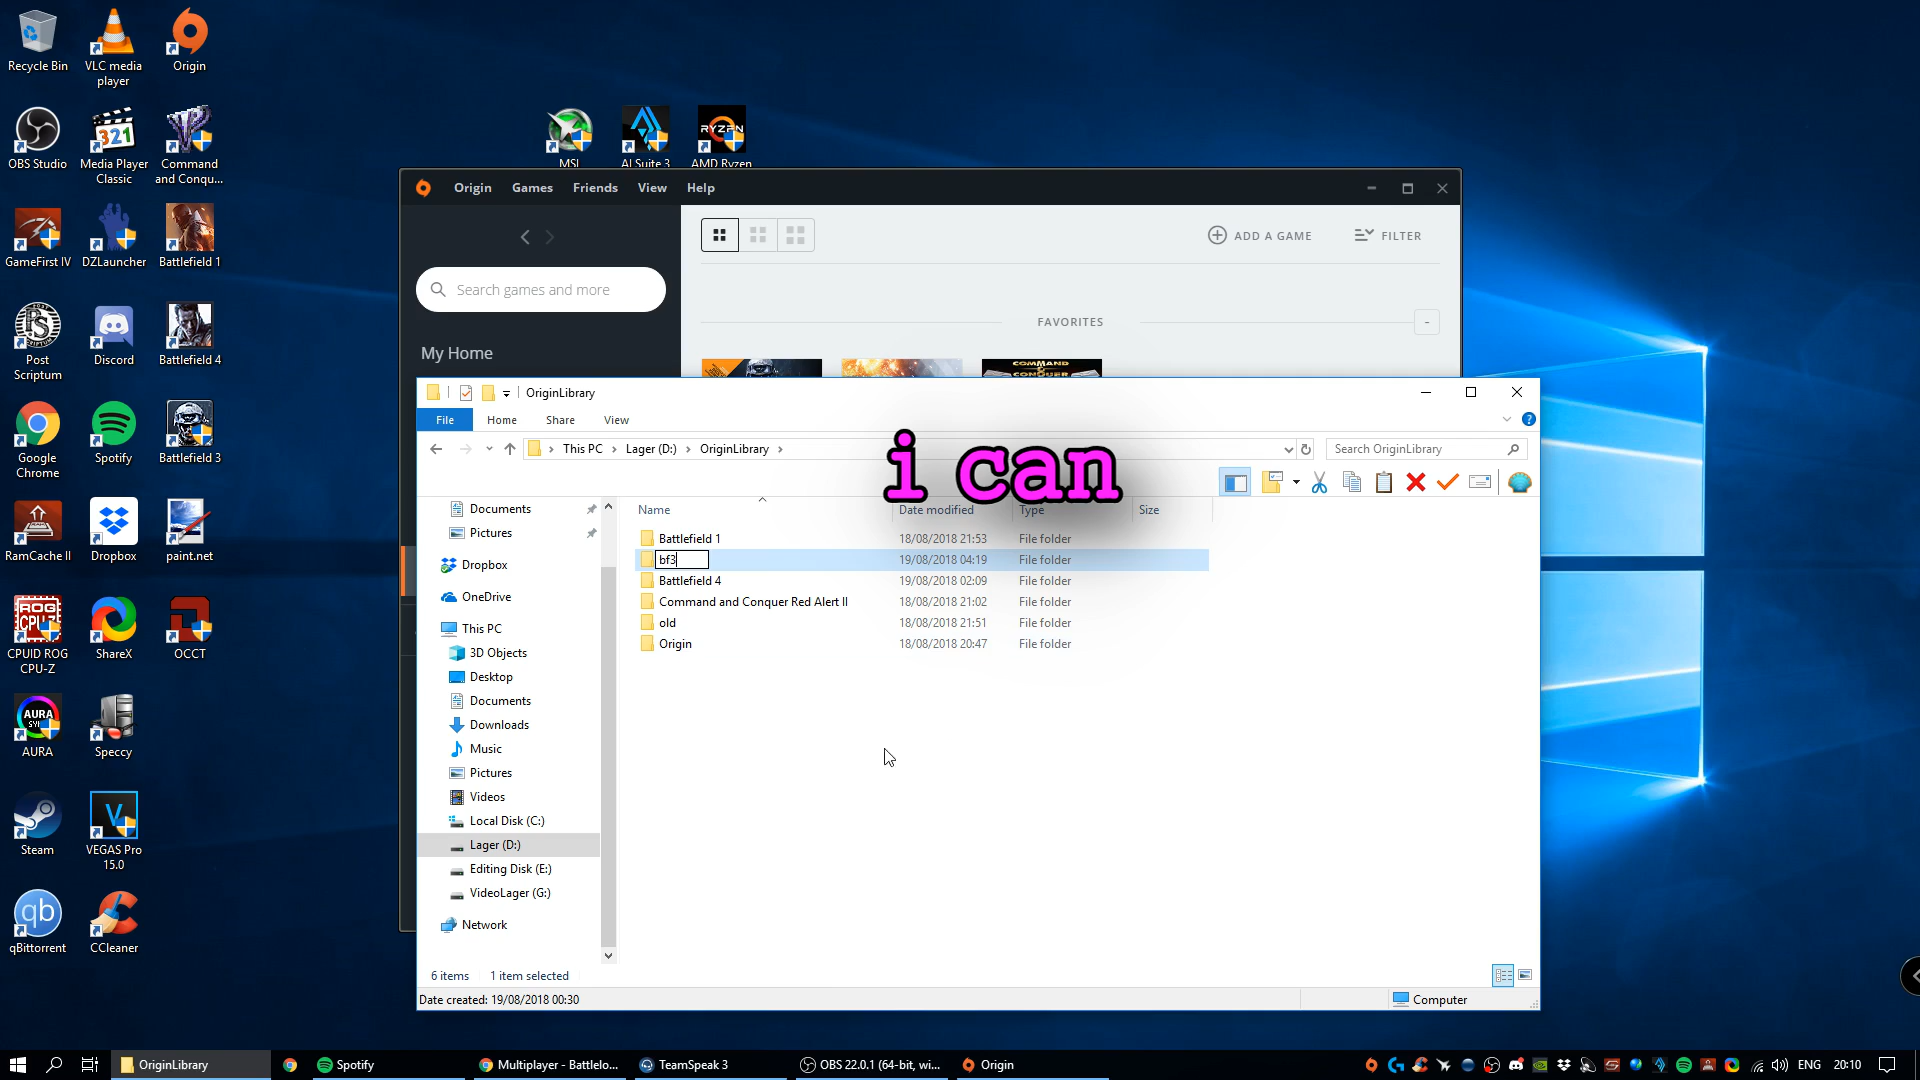 Recycle Bin
VLC media
player
Origin
OBS Studio
321
Media Player
Classic
Command
and Conqu...
GameFirst IV
DZLauncher
Battlefield 1
PS
Post
Scriptum
Discord
Battlefield 4
Google
Chrome
Spotify
Battlefield 3
RamCache II
Dropbox
paint.net
ROG
CPU-Z
CPUID ROG
CPU-Z
ShareX
OCCT
AURA
AURA
Speccy
Steam
V
VEGAS Pro
15.0
qb
qBittorrent
CCleaner
RYZEN
MSI
AI Suite 3
AMD Ryzen
Origin
Games
Friends
View
Help
Search games and more
My Home
ADD A GAME
FILTER
FAVORITES
COMMAND
CONQUER
OriginLibrary
File
Home
Share
View
This PC
Lager (D:)
OriginLibrary
Search OriginLibrary
i can
Documents
Pictures
Dropbox
OneDrive
This PC
3D Objects
Desktop
Documents
Downloads
Music
Pictures
Videos
Local Disk (C:)
Lager (D:)
Editing Disk (E:)
VideoLager (G:)
Network
Name Date modified Type Size
Battlefield 1 18/08/2018 21:53 File folder
bf3 19/08/2018 04:19 File folder
Battlefield 4 19/08/2018 02:09 File folder
Command and Conquer Red Alert II 18/08/2018 21:02 File folder
old 18/08/2018 21:51 File folder
Origin 18/08/2018 20:47 File folder
6 items 1 item selected
Date created: 19/08/2018 00:30
Computer
OriginLibrary
Spotify
Multiplayer - Battlelo...
TeamSpeak 3
OBS 22.0.1 (64-bit, wi...
Origin
ENG
20:10